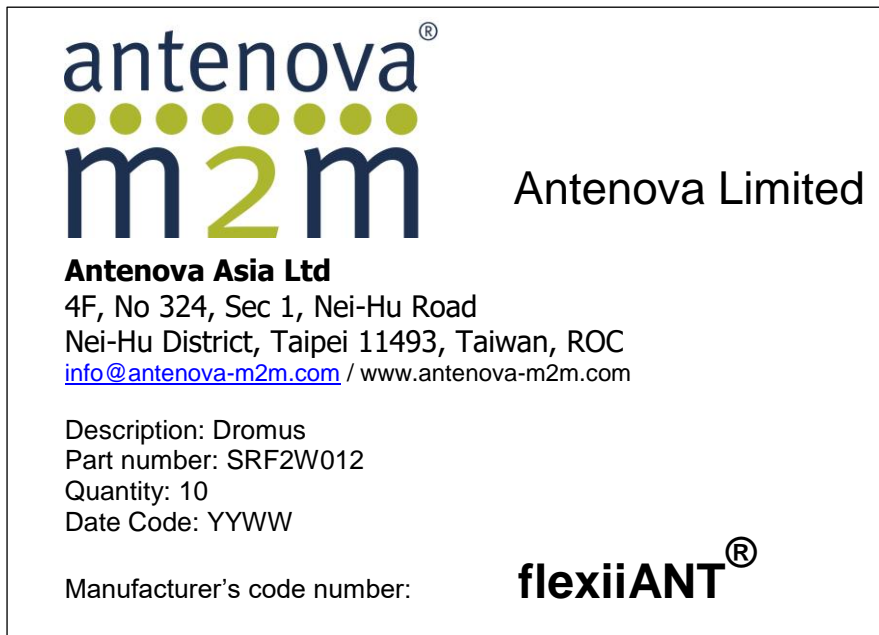 antenova®
m2m
Antenova Limited
Antenova Asia Ltd
4F, No 324, Sec 1, Nei-Hu Road
Nei-Hu District, Taipei 11493, Taiwan, ROC
info@antenova-m2m.com / www.antenova-m2m.com
Description: Dromus
Part number: SRF2W012
Quantity: 10
Date Code: YYWW
Manufacturer’s code number:
flexiiANT®